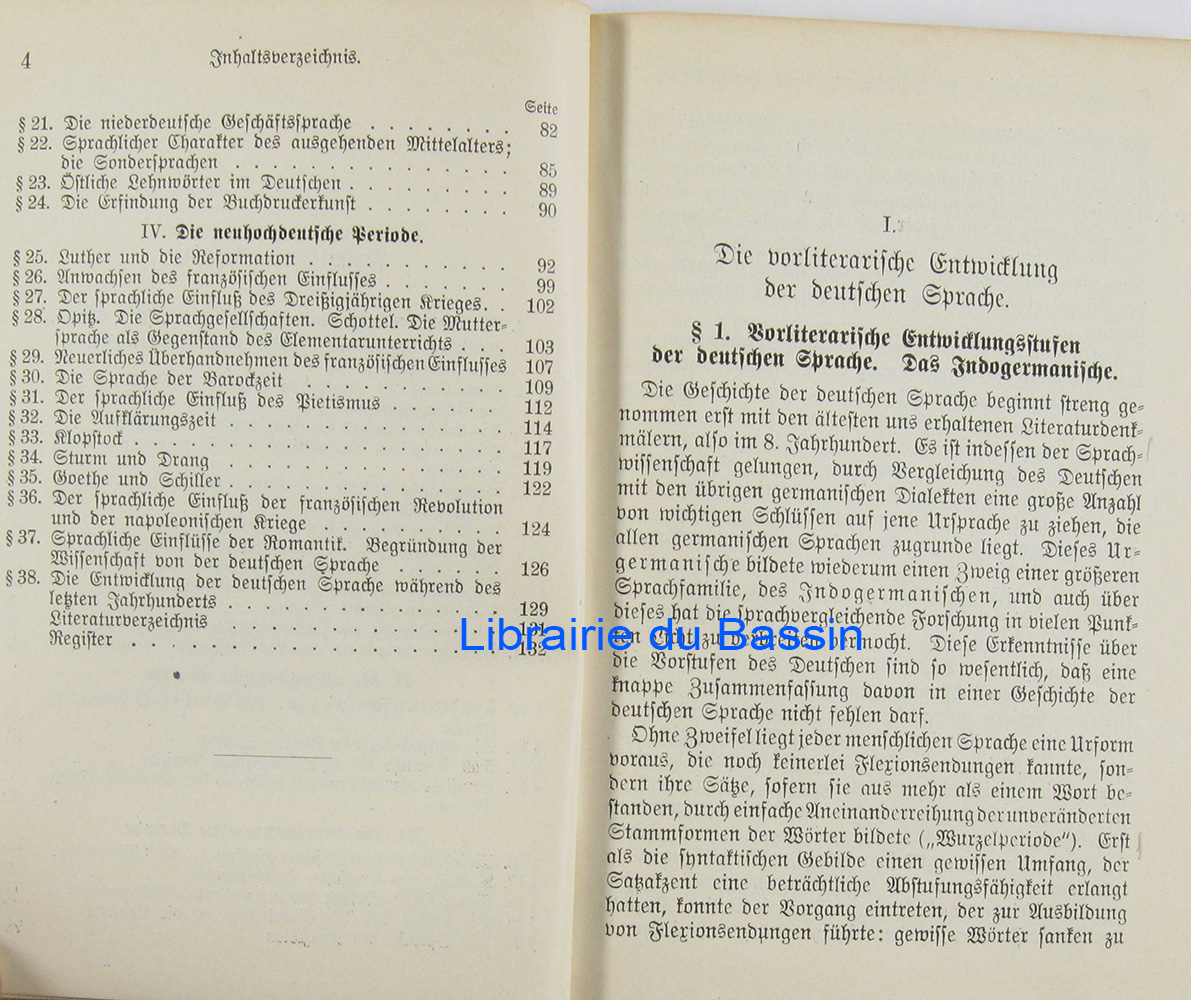 4
Inhaltsverzeichnis.
Seite
§ 21. Die niederdeutsche Geschäftssprache . . . . . . . . 82
§ 22. Sprachlicher Charakter des ausgehenden Mittelalters;
die Sondersprachen . . . . . . . . . . . . . . . 85
§ 23. Östliche Lehnwörter im Deutschen . . . . . . . . . 89
§ 24. Die Erfindung der Buchdruckerkunst . . . . . . . . 90
IV. Die neuhochdeutsche Periode.
§ 25. Luther und die Reformation . . . . . . . . . . . 92
§ 26. Anwachsen des französischen Einflusses . . . . . . . 99
§ 27. Der sprachliche Einfluß des Dreißigjährigen Krieges. . 102
§ 28. Opitz. Die Sprachgesellschaften. Schottel. Die Mutter-
sprache als Gegenstand des Elementarunterrichts . . . 103
§ 29. Neuerliches Überhandnehmen des französischen Einflusses 107
§ 30. Die Sprache der Barockzeit . . . . . . . . . . . 109
§ 31. Der sprachliche Einfluß des Pietismus . . . . . . 112
§ 32. Die Aufklärungszeit . . . . . . . . . . . . . . 114
§ 33. Klopstock . . . . . . . . . . . . . . . . . . . 117
§ 34. Sturm und Drang . . . . . . . . . . . . . . . 119
§ 35. Goethe und Schiller . . . . . . . . . . . . . . . 122
§ 36. Der sprachliche Einfluß der französischen Revolution
und der napoleonischen Kriege . . . . . . . . . . 124
§ 37. Sprachliche Einflüsse der Romantik. Begründung der
Wissenschaft von der deutschen Sprache . . . . . . 126
§ 38. Die Entwicklung der deutschen Sprache während des
letzten Jahrhunderts . . . . . . . . . . . . . . . 129
Literaturverzeichnis . . . . . . . . . . . . . . . . 131
Register . . . . . . . . . . . . . . . . . . . . . 132
I.
Die vorliterarische Entwicklung
der deutschen Sprache.
§ 1. Vorliterarische Entwicklungsstufen
der deutschen Sprache. Das Indogermanische.
Die Geschichte der deutschen Sprache beginnt streng ge-
nommen erst mit den ältesten uns erhaltenen Literaturdenk-
mälern, also im 8. Jahrhundert. Es ist indessen der Sprach-
wissenschaft gelungen, durch Vergleichung des Deutschen
mit den übrigen germanischen Dialekten eine große Anzahl
von wichtigen Schlüssen auf jene Ursprache zu ziehen, die
allen germanischen Sprachen zugrunde liegt. Dieses Ur-
germanische bildete wiederum einen Zweig einer größeren
Sprachfamilie, des Indogermanischen, und auch über
dieses hat die sprachvergleichende Forschung in vielen Punk-
ten Licht zu verbreiten vermocht. Diese Erkenntnisse über
die Vorstufen des Deutschen sind so wesentlich, daß eine
knappe Zusammenfassung davon in einer Geschichte der
deutschen Sprache nicht fehlen darf.
Ohne Zweifel liegt jeder menschlichen Sprache eine Urform
voraus, die noch keinerlei Flexionsendungen kannte, son-
dern ihre Sätze, sofern sie aus mehr als einem Wort be-
standen, durch einfache Aneinanderreihung der unveränderten
Stammformen der Wörter bildete („Wurzelperiode“). Erst
als die syntaktischen Gebilde einen gewissen Umfang, der
Satzakzent eine beträchtliche Abstufungsfähigkeit erlangt
hatten, konnte der Vorgang eintreten, der zur Ausbildung
von Flexionsendungen führte: gewisse Wörter sanken zu
Librairie du Bassin